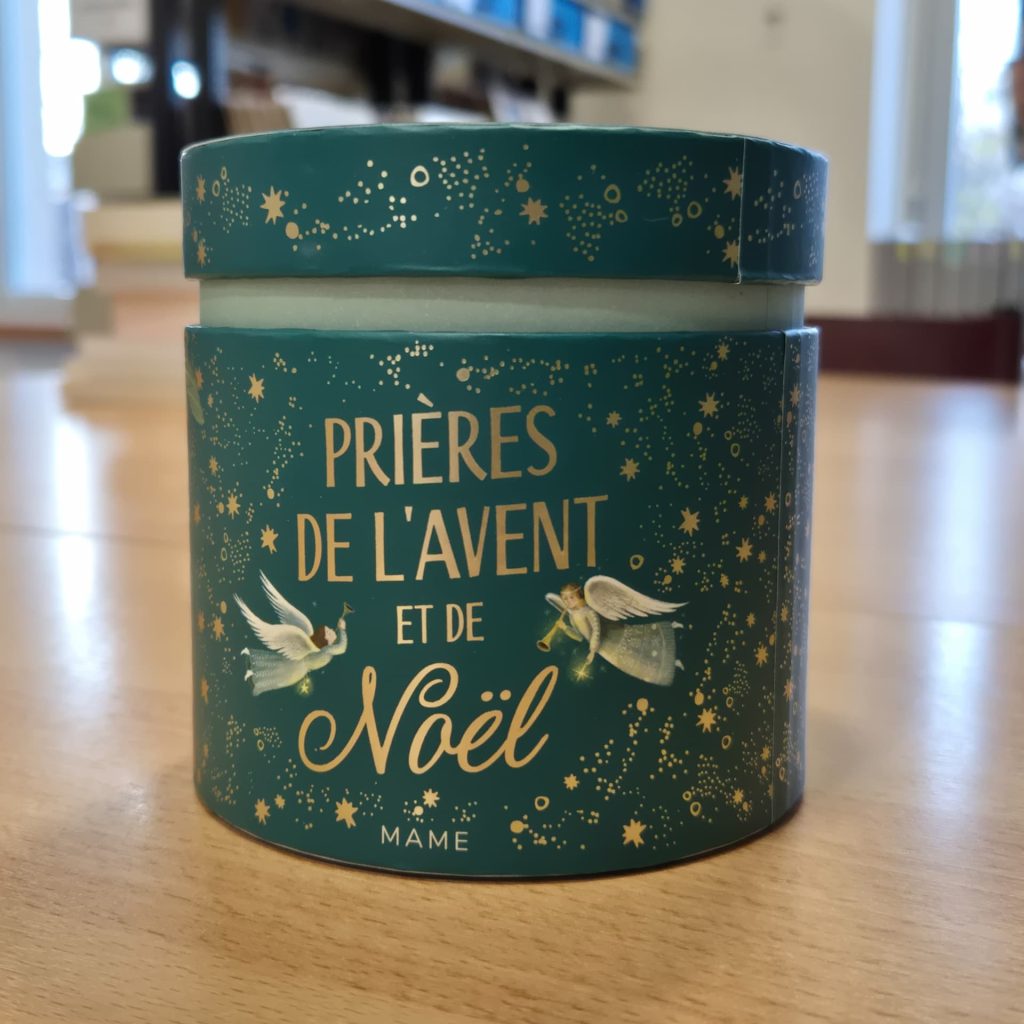 PRIÈRES
DE L'AVENT
ET DE
Noël
MAME